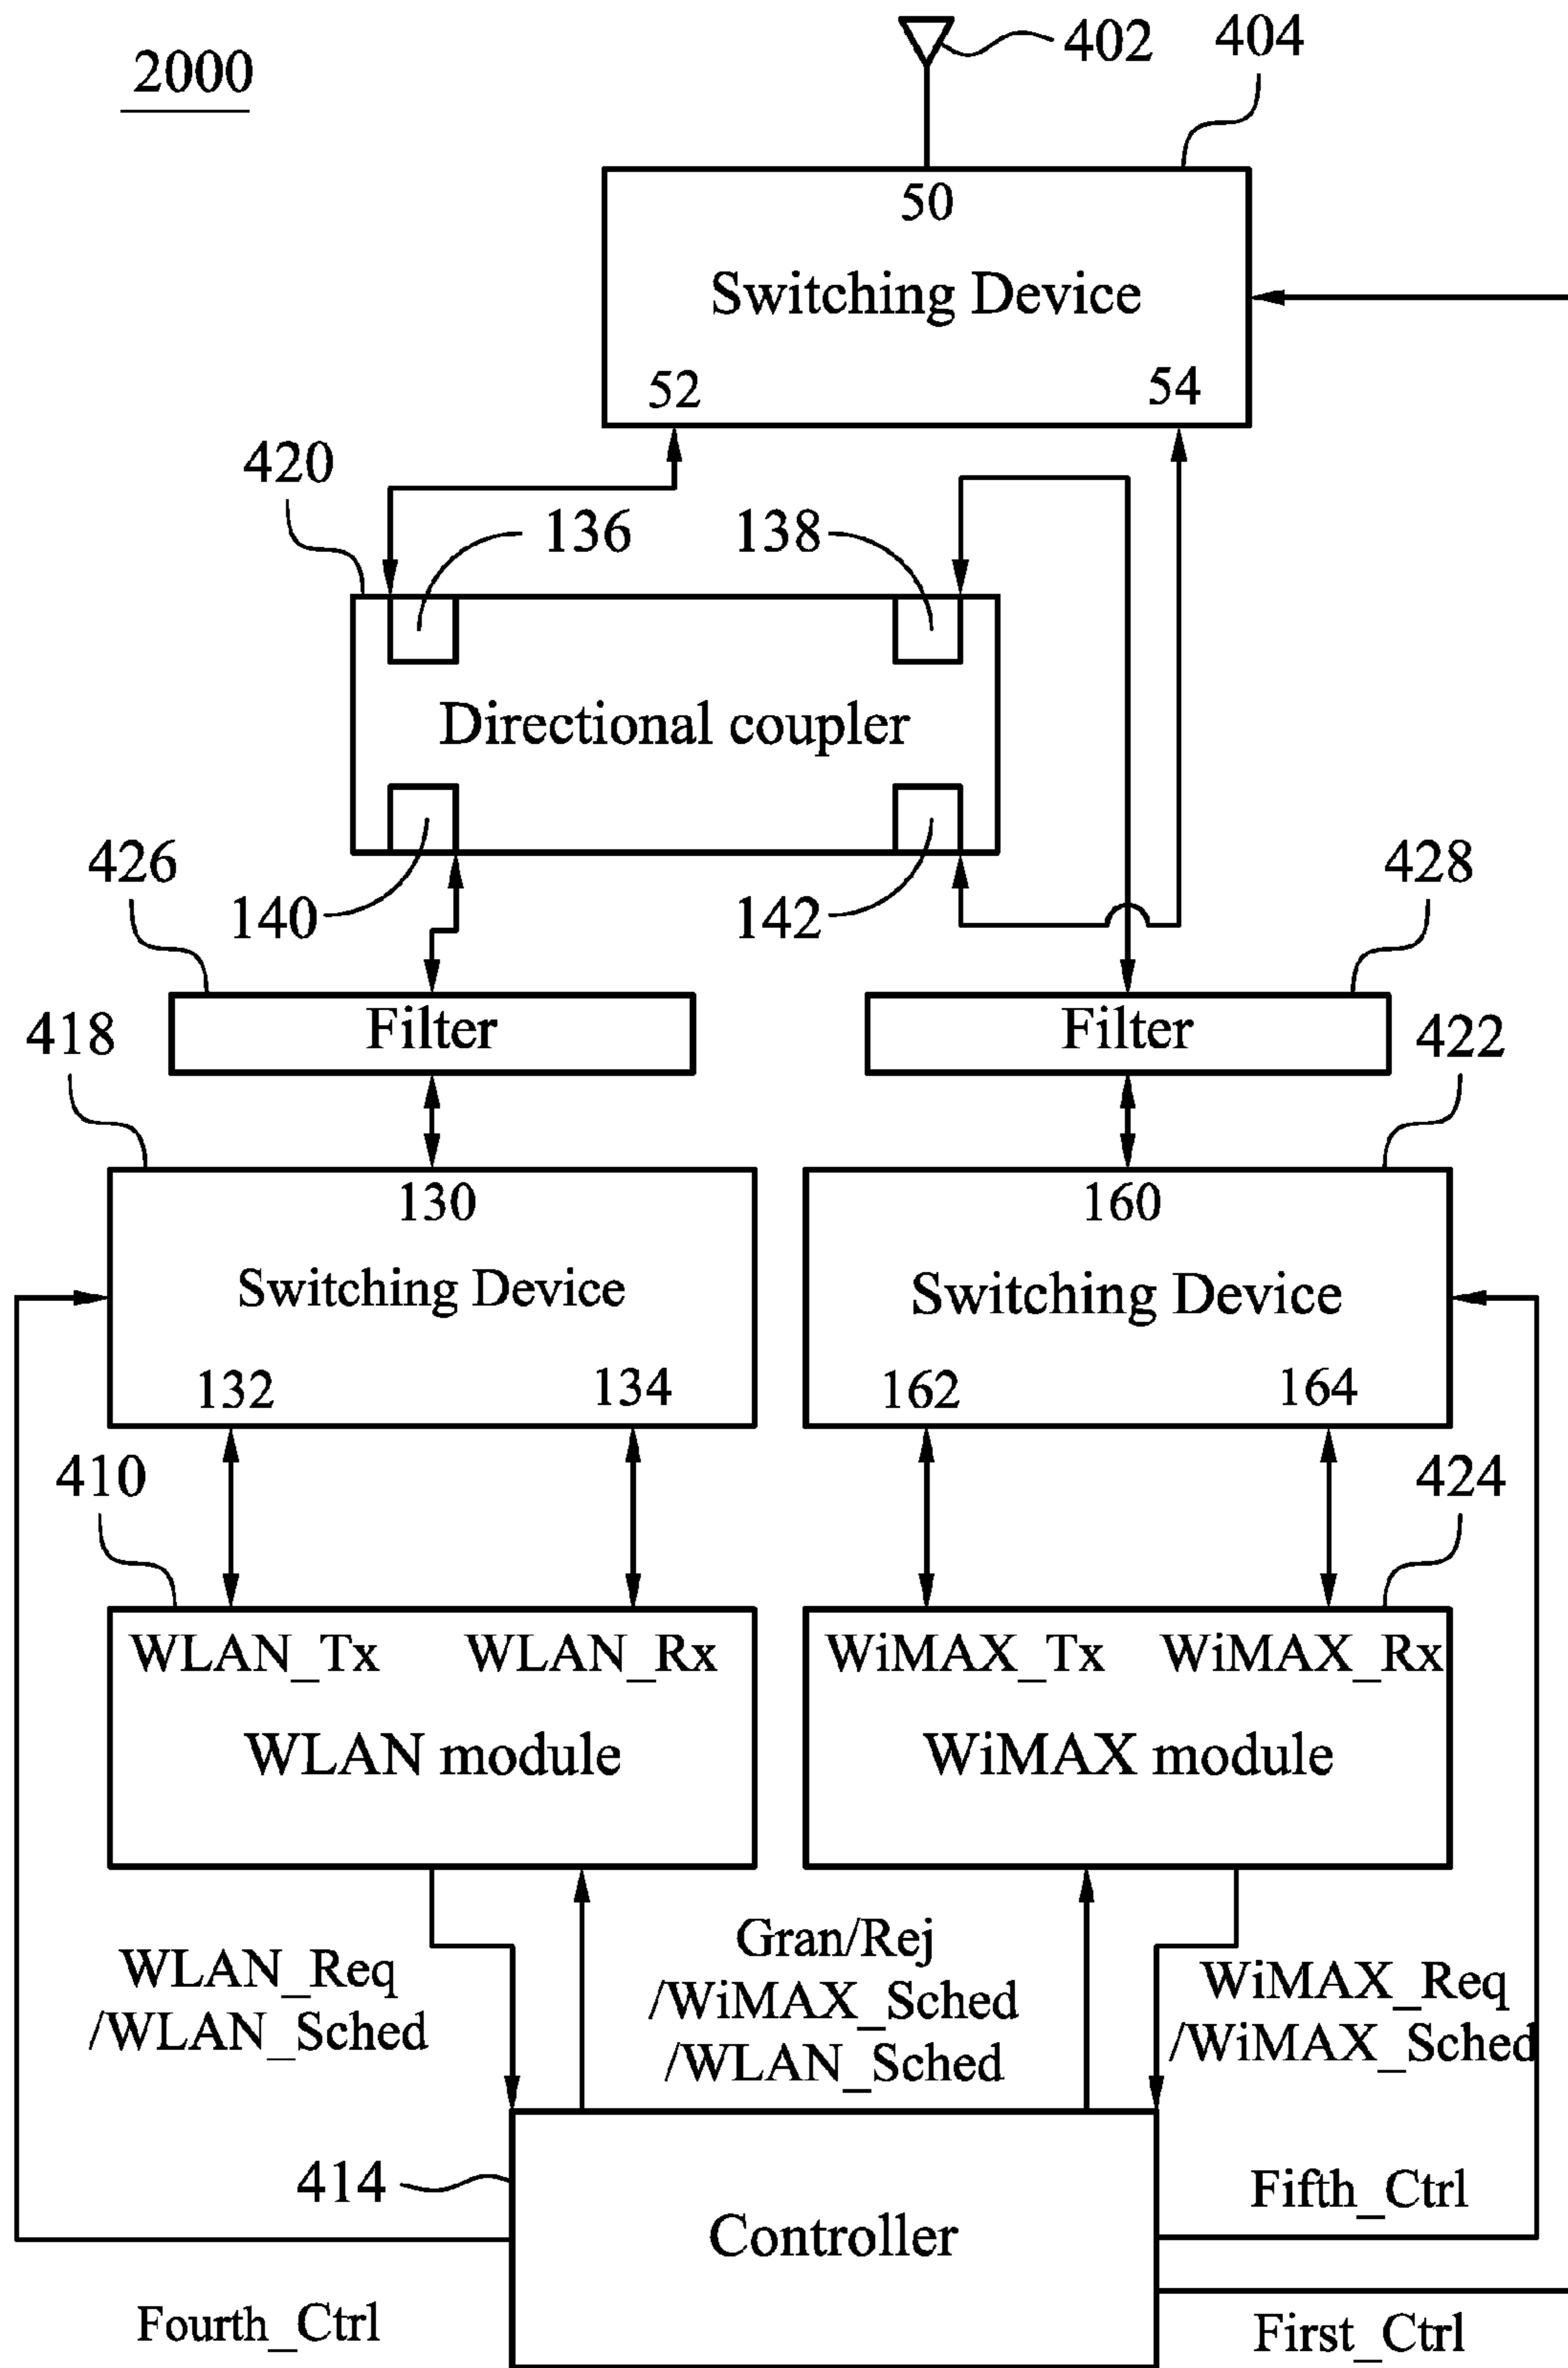 2000
402
404
50
Switching Device
52
54
420
136
138
Directional coupler
426
140
142
428
418
Filter
Filter
422
130
160
Switching Device
Switching Device
132
134
162
164
410
424
WLAN_Tx
WLAN_Rx
WiMAX_Tx
WiMAX_Rx
WLAN module
WiMAX module
WLAN_Req
/WLAN_Sched
Gran/Rej
/WiMAX_Sched
/WLAN_Sched
WiMAX_Req
/WiMAX_Sched
414
Controller
Fifth_Ctrl
Fourth_Ctrl
First_Ctrl